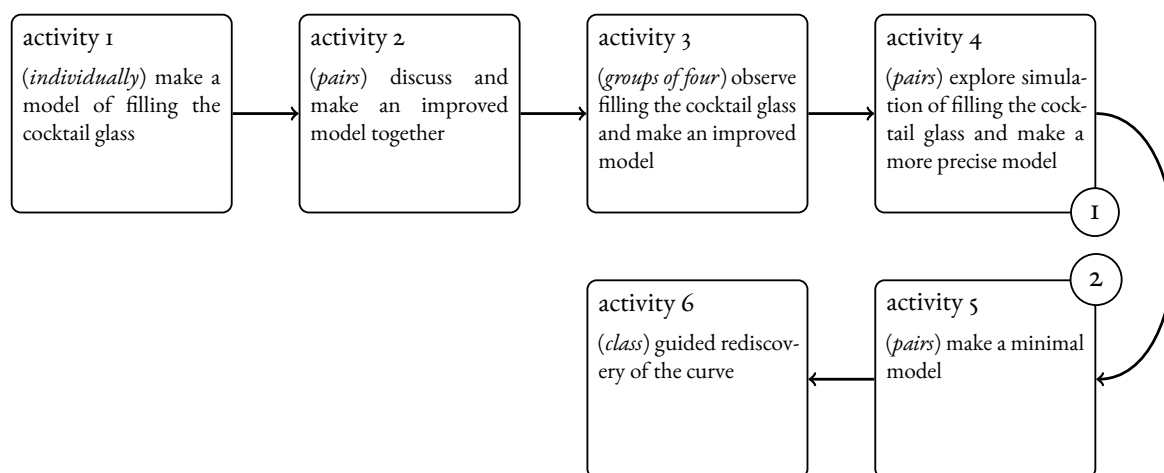 activity 1
(individually) make a
model of filling the
cocktail glass
activity 2
(pairs) discuss and
make an improved
model together
activity 3
(groups of four) observe
filling the cocktail glass
and make an improved
model
activity 4
(pairs) explore simula-
tion of filling the cock-
tail glass and make a
more precise model
1
2
activity 5
(pairs) make a minimal
model
activity 6
(class) guided rediscov-
ery of the curve